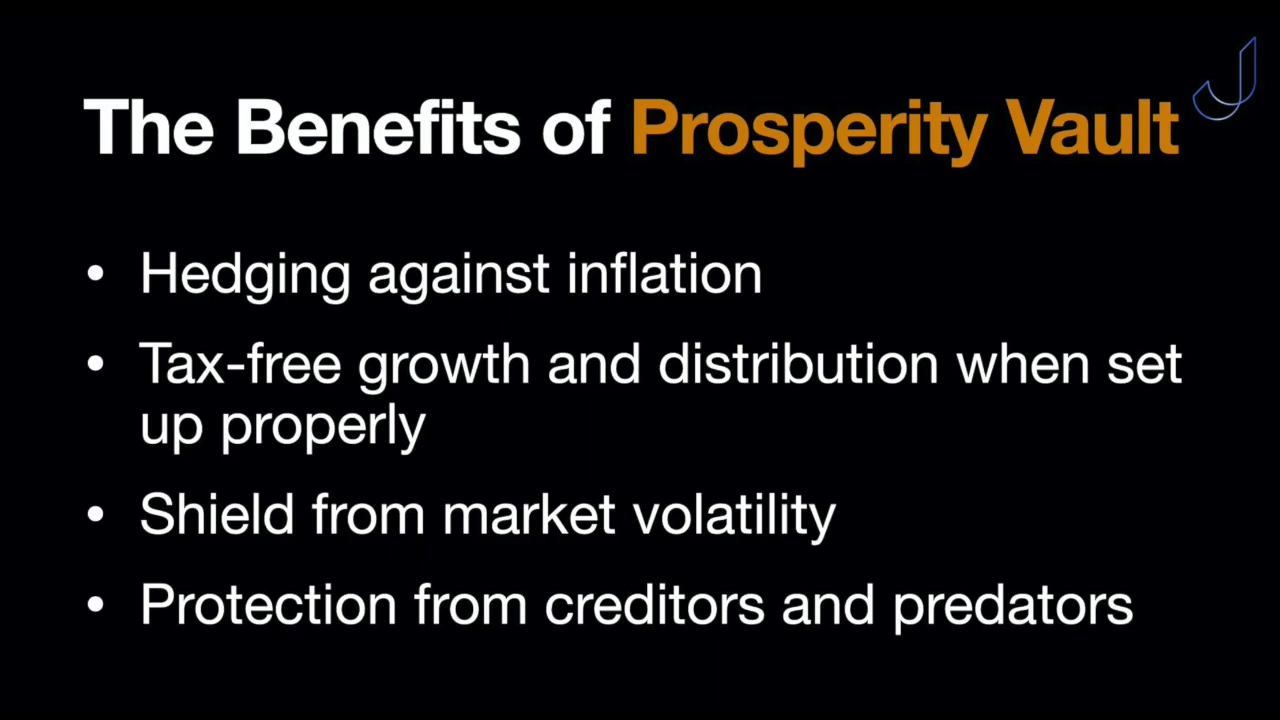 The Benefits of Prosperity Vault
• Hedging against inflation
• Tax-free growth and distribution when set
up properly
• Shield from market volatility
• Protection from creditors and predators